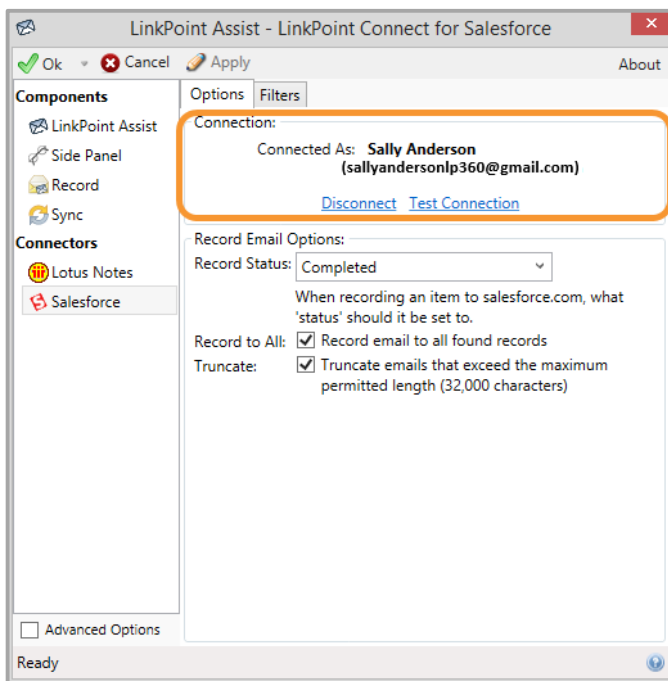 LinkPoint Assist - LinkPoint Connect for Salesforce
Ok Cancel Apply About
Components
LinkPoint Assist
Side Panel
Record
Sync
Connectors
Lotus Notes
Salesforce
Advanced Options
Options Filters
Connection:
Connected As: Sally Anderson
(sallyandersonlp360@gmail.com)
Disconnect Test Connection
Record Email Options:
Record Status: Completed
When recording an item to salesforce.com, what
'status' should it be set to.
Record to All: Record email to all found records
Truncate: Truncate emails that exceed the maximum
permitted length (32,000 characters)
Ready